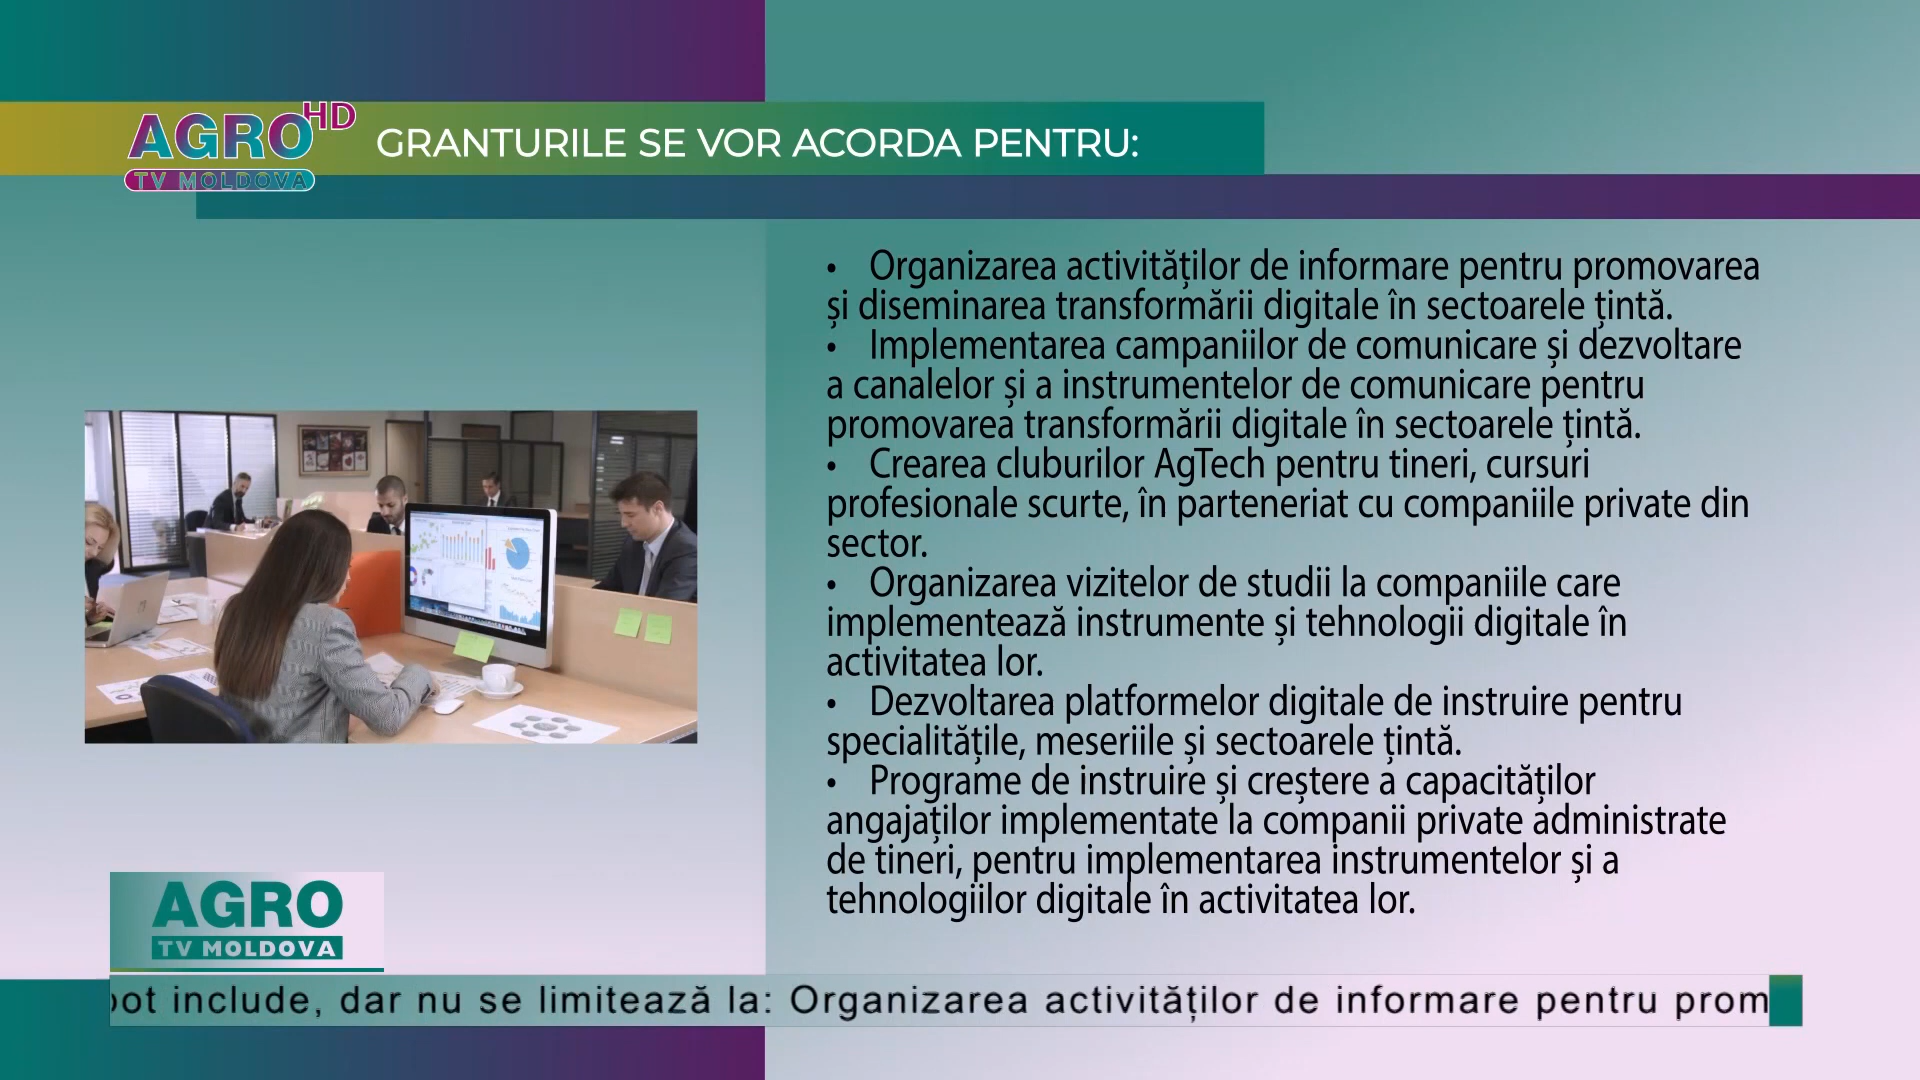 AGRO HD
TV MOLDOVA
GRANTURILE SE VOR ACORDA PENTRU:
• Organizarea activităților de informare pentru promovarea
și diseminarea transformării digitale în sectoarele țintă.
• Implementarea campaniilor de comunicare și dezvoltare
a canalelor și a instrumentelor de comunicare pentru
promovarea transformării digitale în sectoarele țintă.
• Crearea cluburilor AgTech pentru tineri, cursuri
profesionale scurte, în parteneriat cu companiile private din
sector.
• Organizarea vizitelor de studii la companiile care
implementează instrumente și tehnologii digitale în
activitatea lor.
• Dezvoltarea platformelor digitale de instruire pentru
specialitățile, meseriile și sectoarele țintă.
• Programe de instruire și creștere a capacităților
angajaților implementate la companii private administrate
de tineri, pentru implementarea instrumentelor și a
tehnologiilor digitale în activitatea lor.
AGRO
TV MOLDOVA
pot include, dar nu se limitează la: Organizarea activităților de informare pentru prom